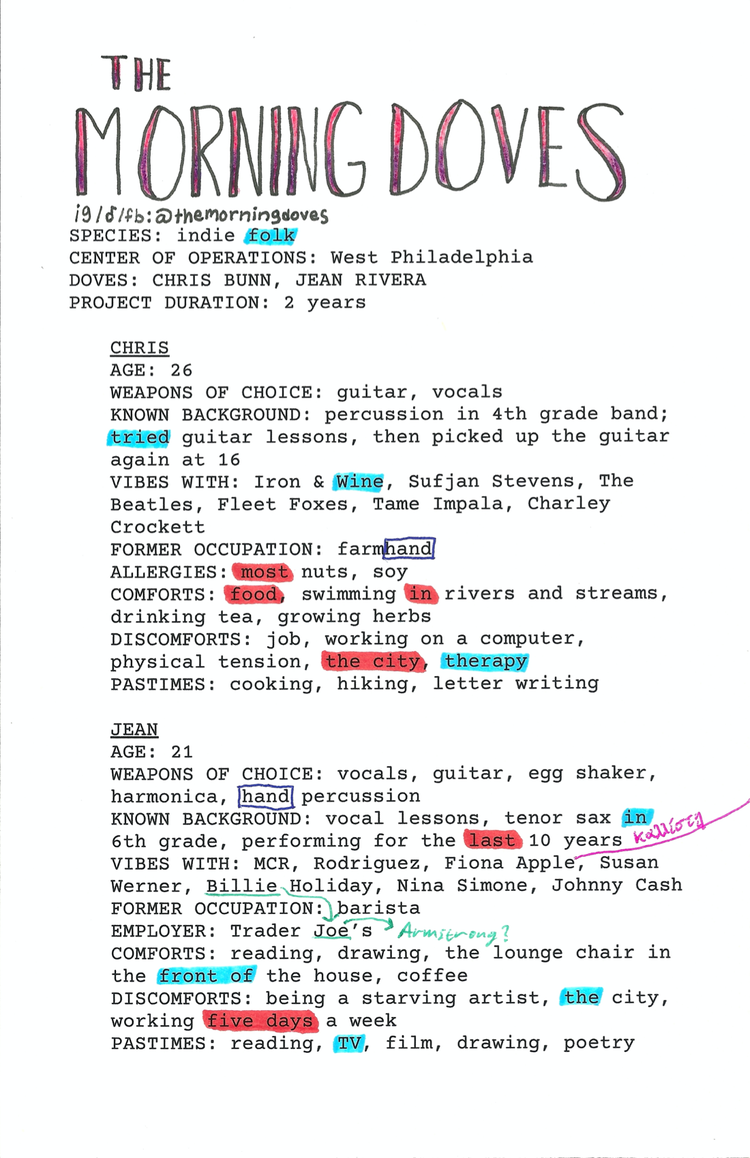 THE
MORNING DOVES
ig/♂/fb:@themorningdoves
SPECIES: indie folk
CENTER OF OPERATIONS: West Philadelphia
DOVES: CHRIS BUNN, JEAN RIVERA
PROJECT DURATION: 2 years
CHRIS
AGE: 26
WEAPONS OF CHOICE: guitar, vocals
KNOWN BACKGROUND: percussion in 4th grade band;
tried guitar lessons, then picked up the guitar
again at 16
VIBES WITH: Iron & Wine, Sufjan Stevens, The
Beatles, Fleet Foxes, Tame Impala, Charley
Crockett
FORMER OCCUPATION: farmhand
ALLERGIES: most nuts, soy
COMFORTS: food, swimming in rivers and streams,
drinking tea, growing herbs
DISCOMFORTS: job, working on a computer,
physical tension, the city, therapy
PASTIMES: cooking, hiking, letter writing
JEAN
AGE: 21
WEAPONS OF CHOICE: vocals, guitar, egg shaker,
harmonica, hand percussion
KNOWN BACKGROUND: vocal lessons, tenor sax in
6th grade, performing for the last 10 years καλλίστῃ
VIBES WITH: MCR, Rodriguez, Fiona Apple, Susan
Werner, Billie Holiday, Nina Simone, Johnny Cash
FORMER OCCUPATION: barista
EMPLOYER: Trader Joe's Armstrong?
COMFORTS: reading, drawing, the lounge chair in
the front of the house, coffee
DISCOMFORTS: being a starving artist, the city,
working five days a week
PASTIMES: reading, TV, film, drawing, poetry